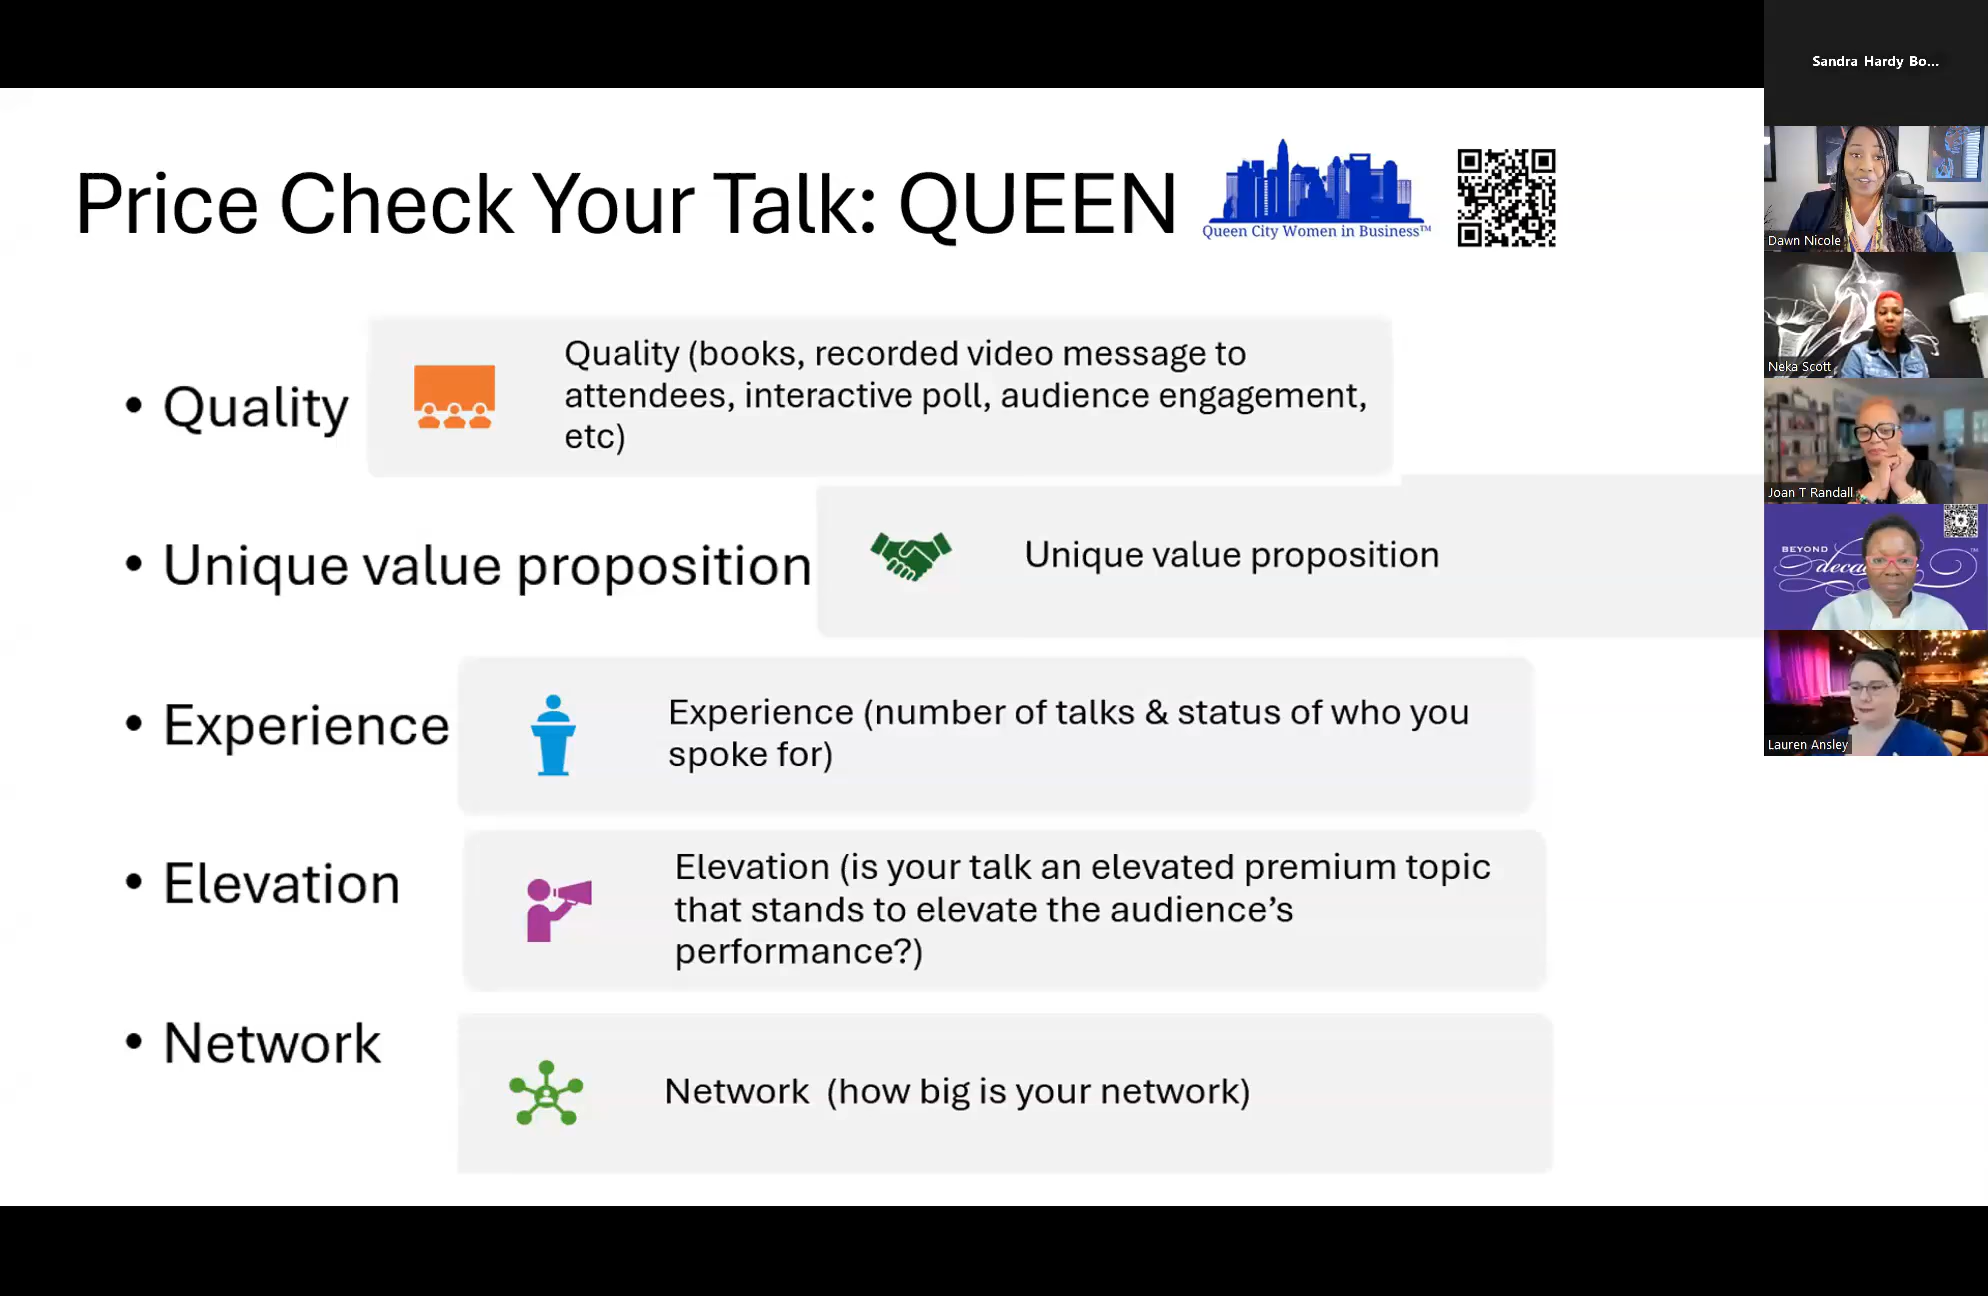 Sandra Hardy Bo...
Price Check Your Talk: QUEEN
Queen City Women in Business™
• Quality
Quality (books, recorded video message to
attendees, interactive poll, audience engagement,
etc)
• Unique value proposition
Unique value proposition
• Experience
Experience (number of talks & status of who you
spoke for)
• Elevation
Elevation (is your talk an elevated premium topic
that stands to elevate the audience’s
performance?)
• Network
Network (how big is your network)
Dawn Nicole
Neka Scott
Joan T Randall
BEYOND
Lauren Ansley